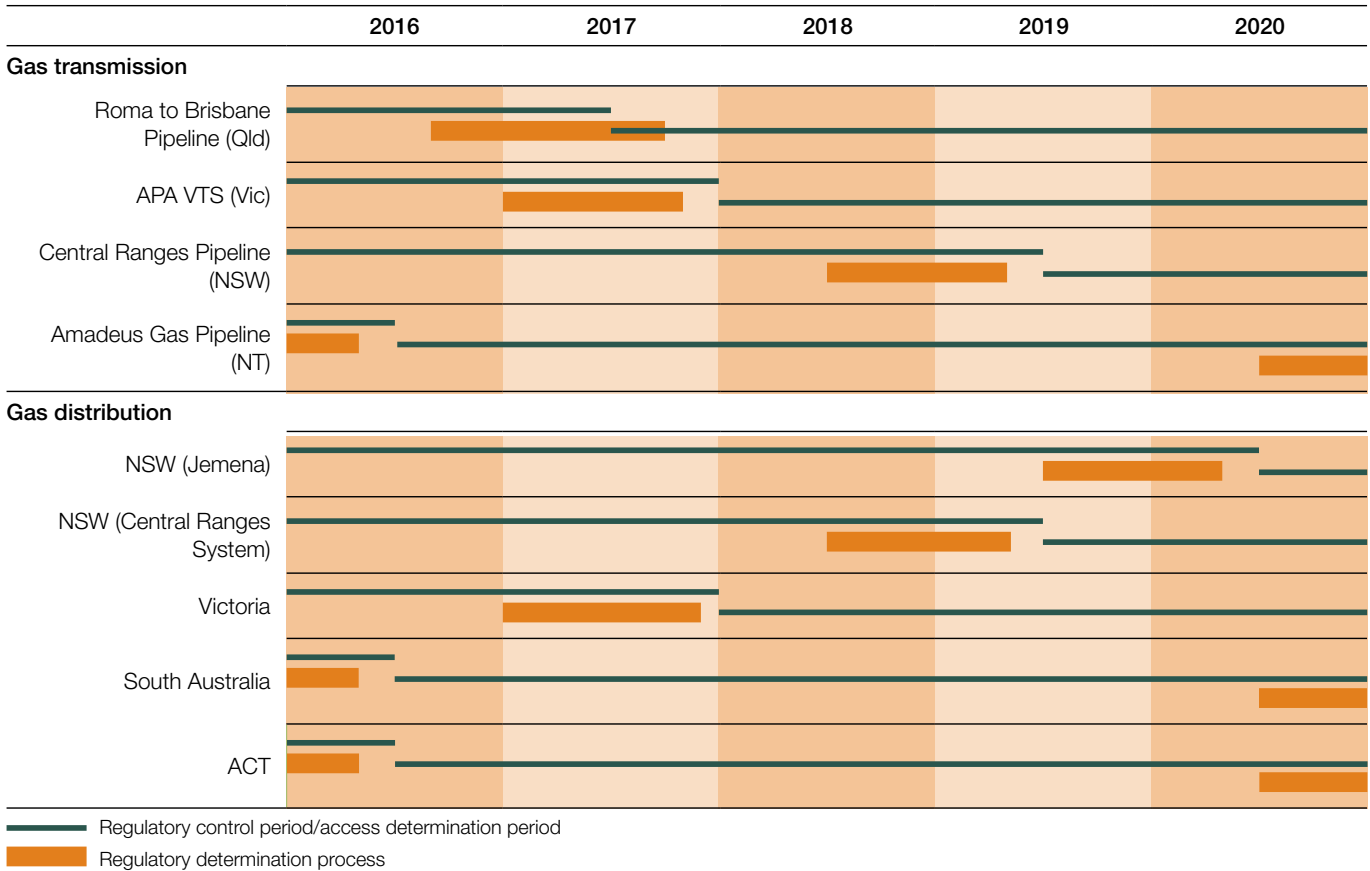 2016 2017 2018 2019 2020
Gas transmission
Roma to Brisbane
Pipeline (Qld)
APA VTS (Vic)
Central Ranges Pipeline
(NSW)
Amadeus Gas Pipeline
(NT)
Gas distribution
NSW (Jemena)
NSW (Central Ranges
System)
Victoria
South Australia
ACT
Regulatory control period/access determination period
Regulatory determination process